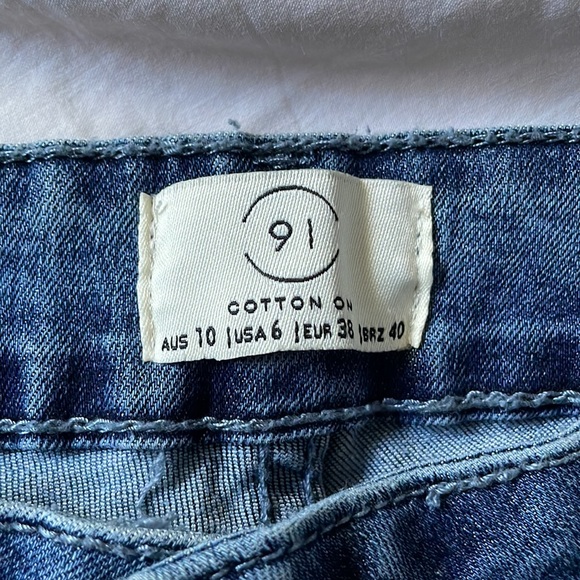 91
COTTON ON
AUS 10 | USA 6 | EUR 38 | BRZ 40